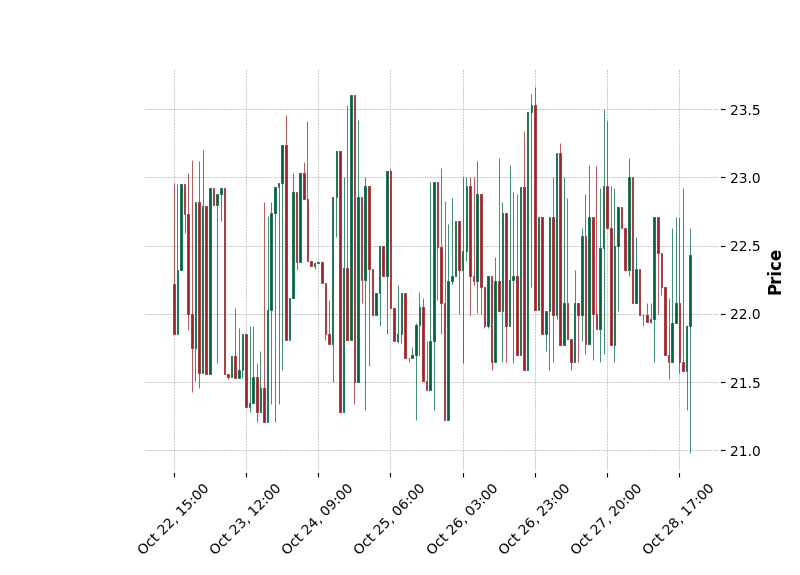 23.5
23.0
22.5
22.0
21.5
21.0
Price
Oct 22, 15:00
Oct 23, 12:00
Oct 24, 09:00
Oct 25, 06:00
Oct 26, 03:00
Oct 26, 23:00
Oct 27, 20:00
Oct 28, 17:00